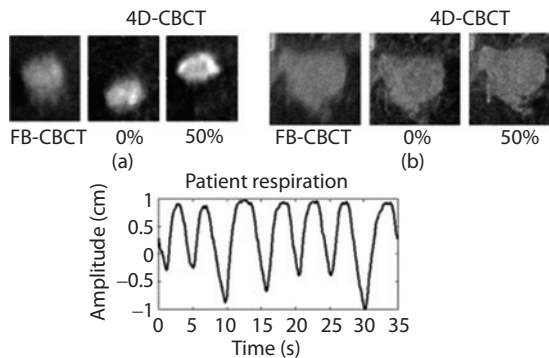 4D-CBCT
4D-CBCT
FB-CBCT 0% 50%
FB-CBCT 0% 50%
(a)
(b)
Patient respiration
Amplitude (cm)
1
0.5
0
−0.5
−1
0 5 10 15 20 25 30 35
Time (s)